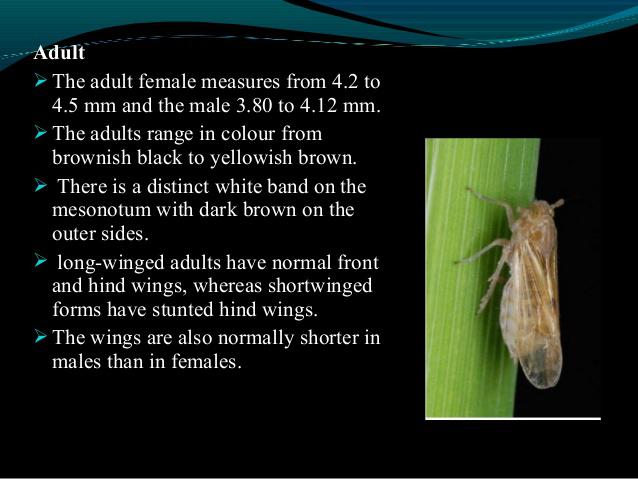 Adult
➢ The adult female measures from 4.2 to
4.5 mm and the male 3.80 to 4.12 mm.
➢ The adults range in colour from
brownish black to yellowish brown.
➢ There is a distinct white band on the
mesonotum with dark brown on the
outer sides.
➢ long-winged adults have normal front
and hind wings, whereas shortwinged
forms have stunted hind wings.
➢ The wings are also normally shorter in
males than in females.